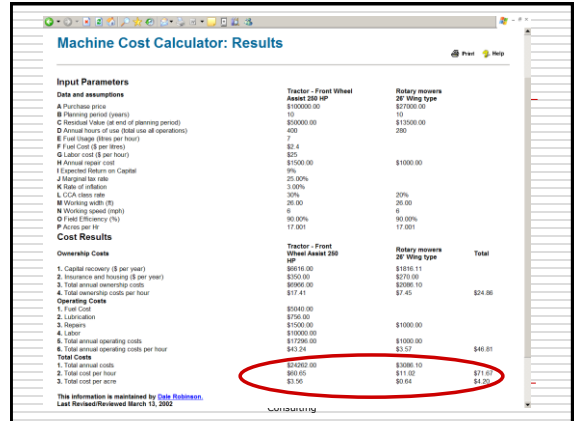 Machine Cost Calculator: Results
Print Help
Input Parameters
Data and assumptions Tractor - Front Wheel Assist 250 HP Rotary mowers 26' Wing type
A Purchase price $100000.00 $27000.00
B Planning period (years) 10 10
C Residual Value (at end of planning period) $50000.00 $13500.00
D Annual hours of use (total use all operations) 400 280
E Fuel Usage (litres per hour) 7
F Fuel Cost ($ per litres) $2.4
G Labor cost ($ per hour) $25
H Annual repair cost $1500.00 $1000.00
I Expected Return on Capital 9%
J Marginal tax rate 25.00%
K Rate of inflation 3.00%
L CCA class rate 30% 20%
M Working width (ft) 26.00 26.00
N Working speed (mph) 6 6
O Field Efficiency (%) 90.00% 90.00%
P Acres per Hr 17.001 17.001
Cost Results
Ownership Costs Tractor - Front Wheel Assist 250 HP Rotary mowers 26' Wing type Total
1. Capital recovery ($ per year) $6616.00 $1816.11
2. Insurance and housing ($ per year) $350.00 $270.00
3. Total annual ownership costs $6966.00 $2086.10
4. Total ownership costs per hour $17.41 $7.45 $24.86
Operating Costs
1. Fuel Cost $5040.00
2. Lubrication $756.00
3. Repairs $1500.00 $1000.00
4. Labor $10000.00
5. Total annual operating costs $17296.00 $1000.00
6. Total annual operating costs per hour $43.24 $3.57 $46.81
Total Costs
1. Total annual costs $24262.00 $3086.10
2. Total cost per hour $60.65 $11.02 $71.67
3. Total cost per acre $3.56 $0.64 $4.20
This information is maintained by Dale Robinson.
Last Revised/Reviewed March 13, 2002
Consulting